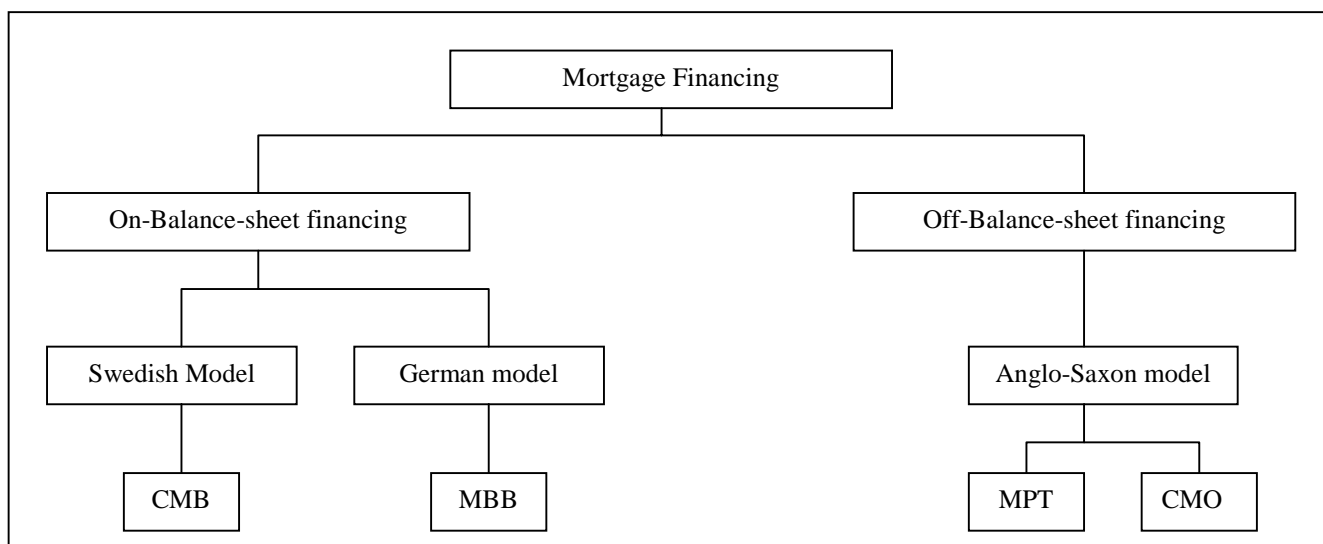 Mortgage Financing
On-Balance-sheet financing
Off-Balance-sheet financing
Swedish Model
German model
Anglo-Saxon model
CMB
MBB
MPT
CMO